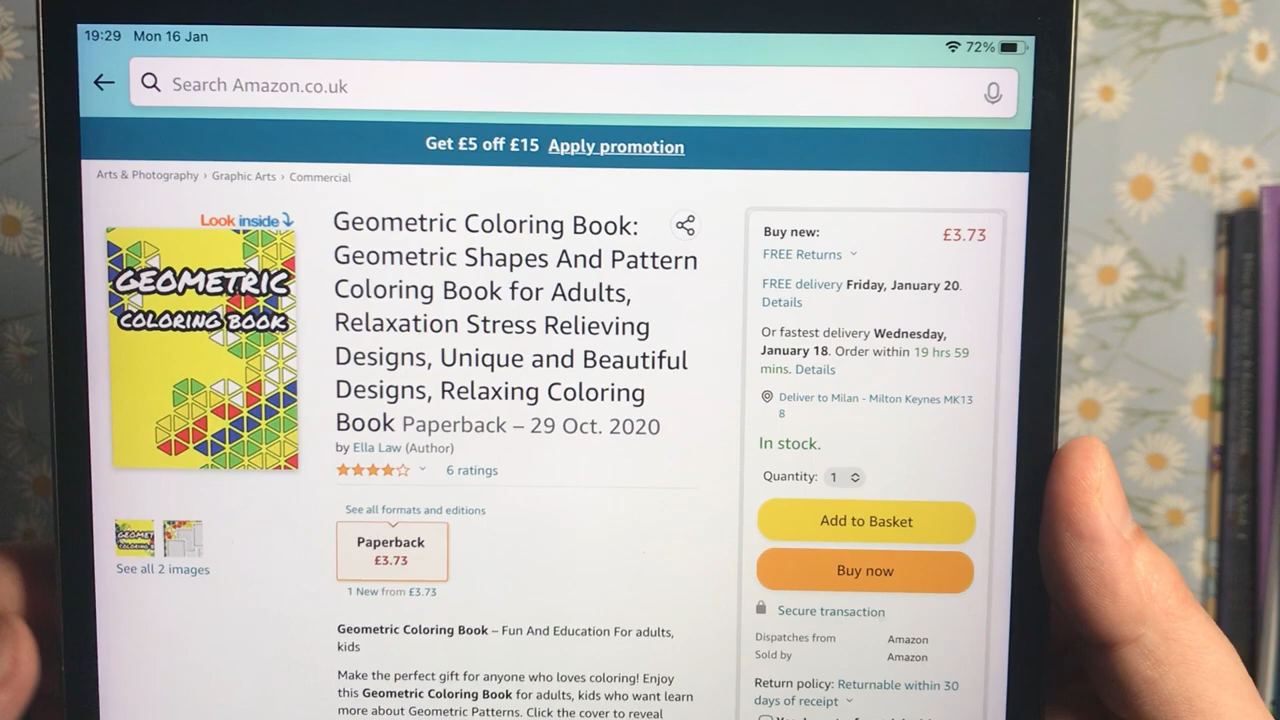 19:29 Mon 16 Jan
72%
Search Amazon.co.uk
Get £5 off £15 Apply promotion
Arts & Photography › Graphic Arts › Commercial
Look inside
GEOMETRIC
COLORING BOOK
GEOMET
COLORING B
See all 2 images
Geometric Coloring Book:
Geometric Shapes And Pattern
Coloring Book for Adults,
Relaxation Stress Relieving
Designs, Unique and Beautiful
Designs, Relaxing Coloring
Book Paperback – 29 Oct. 2020
by Ella Law (Author)
6 ratings
See all formats and editions
Paperback
£3.73
1 New from £3.73
Geometric Coloring Book – Fun And Education For adults,
kids
Make the perfect gift for anyone who loves coloring! Enjoy
this Geometric Coloring Book for adults, kids who want learn
more about Geometric Patterns. Click the cover to reveal
Buy new: £3.73
FREE Returns
FREE delivery Friday, January 20.
Details
Or fastest delivery Wednesday,
January 18. Order within 19 hrs 59
mins. Details
Deliver to Milan - Milton Keynes MK13
8
In stock.
Quantity: 1
Add to Basket
Buy now
Secure transaction
Dispatches from Amazon
Sold by Amazon
Return policy: Returnable within 30
days of receipt